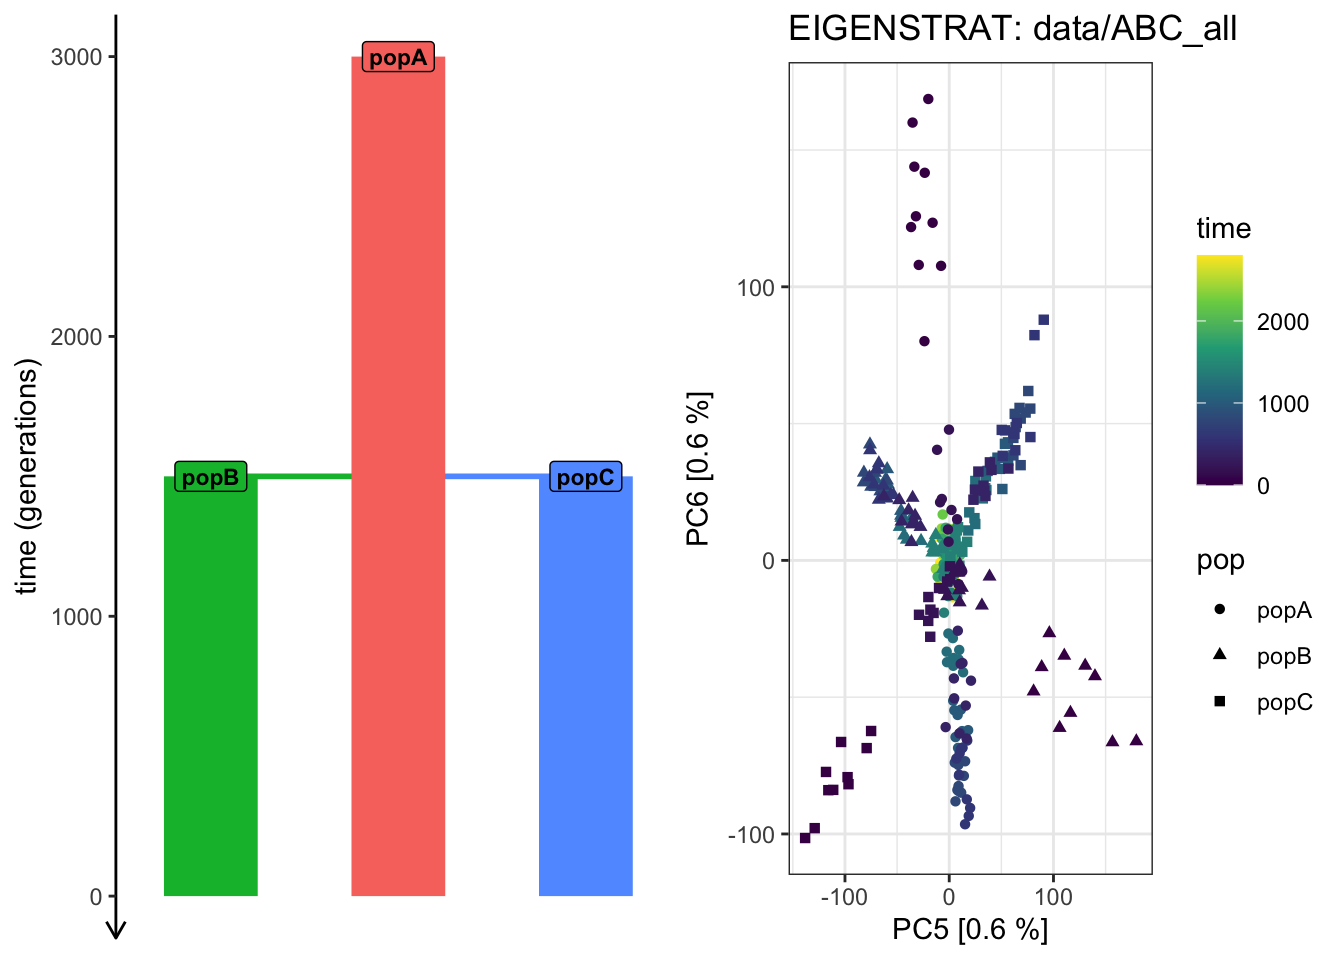 time (generations)
3000
2000
1000
0
popA
popB
popC
EIGENSTRAT: data/ABC_all
PC6 [0.6 %]
100
0
-100
-100
0
100
PC5 [0.6 %]
time
2000
1000
0
pop
popA
popB
popC